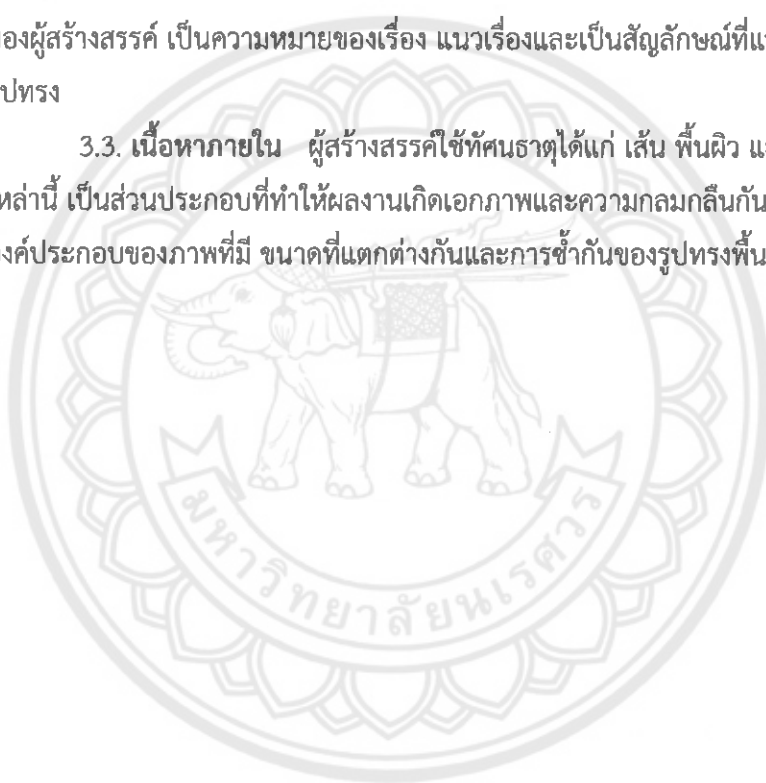 ของผู้สร้างสรรค์ เป็นความหมายของเรื่อง แนวเรื่องและเป็นสัญลักษณ์ที่แ
ปทรง
3.3. เนื้อหาภายใน ผู้สร้างสรรค์ใช้ทัศนธาตุได้แก่ เส้น พื้นผิว แ
หล่านี้ เป็นส่วนประกอบที่ทำให้ผลงานเกิดเอกภาพและความกลมกลืนกัน
งค์ประกอบของภาพที่มี ขนาดที่แตกต่างกันและการซ้ำกันของรูปทรงพื้น
มหาวิทยาลัยนเรศวร